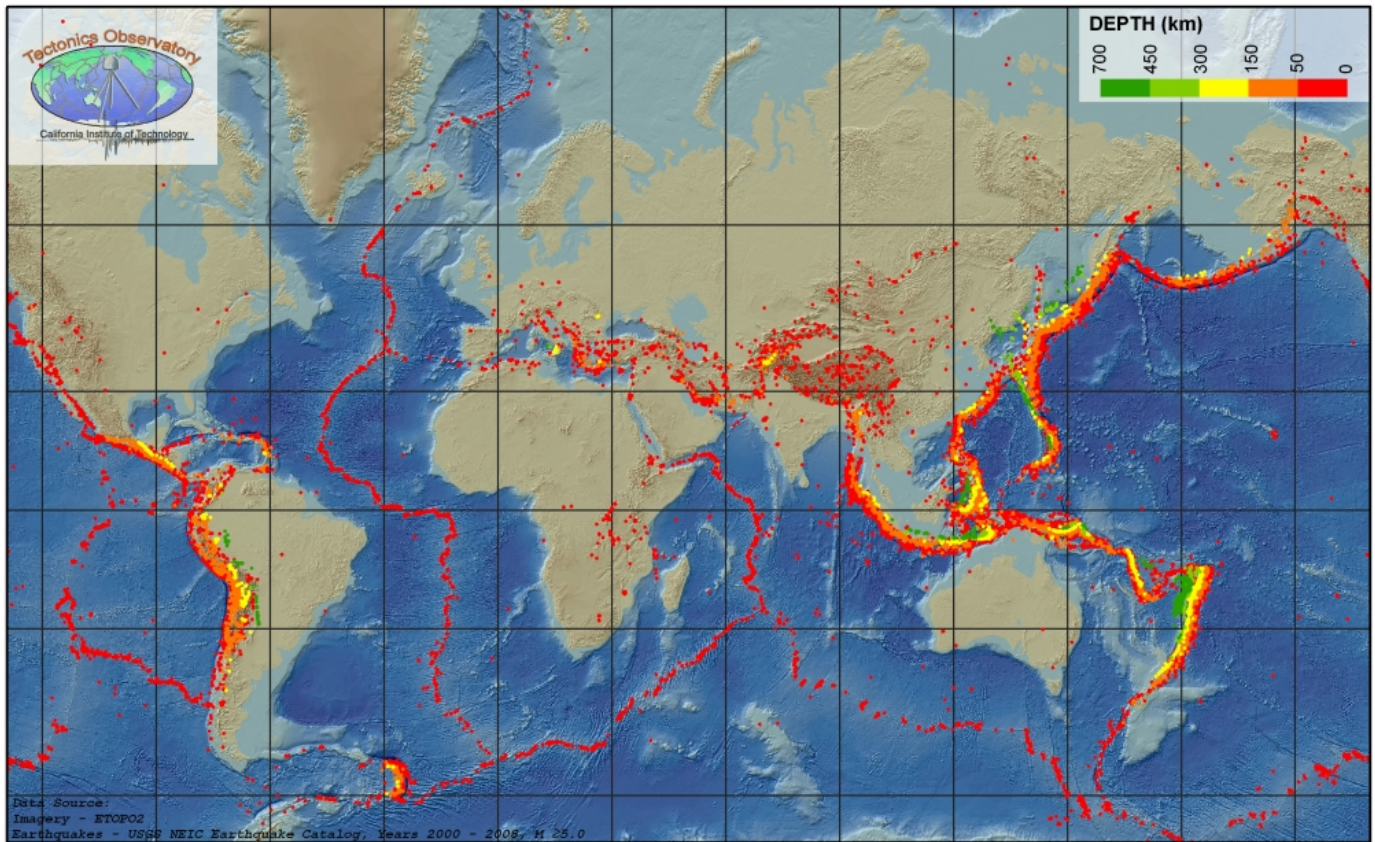 Tectonics Observatory
California Institute of Technology
DEPTH (km)
700 450 300 150 50 0
Data Source:
Imagery - ETOPO2
Earthquakes - USGS NEIC Earthquake Catalog, Years 2000 - 2008, M ≥5.0